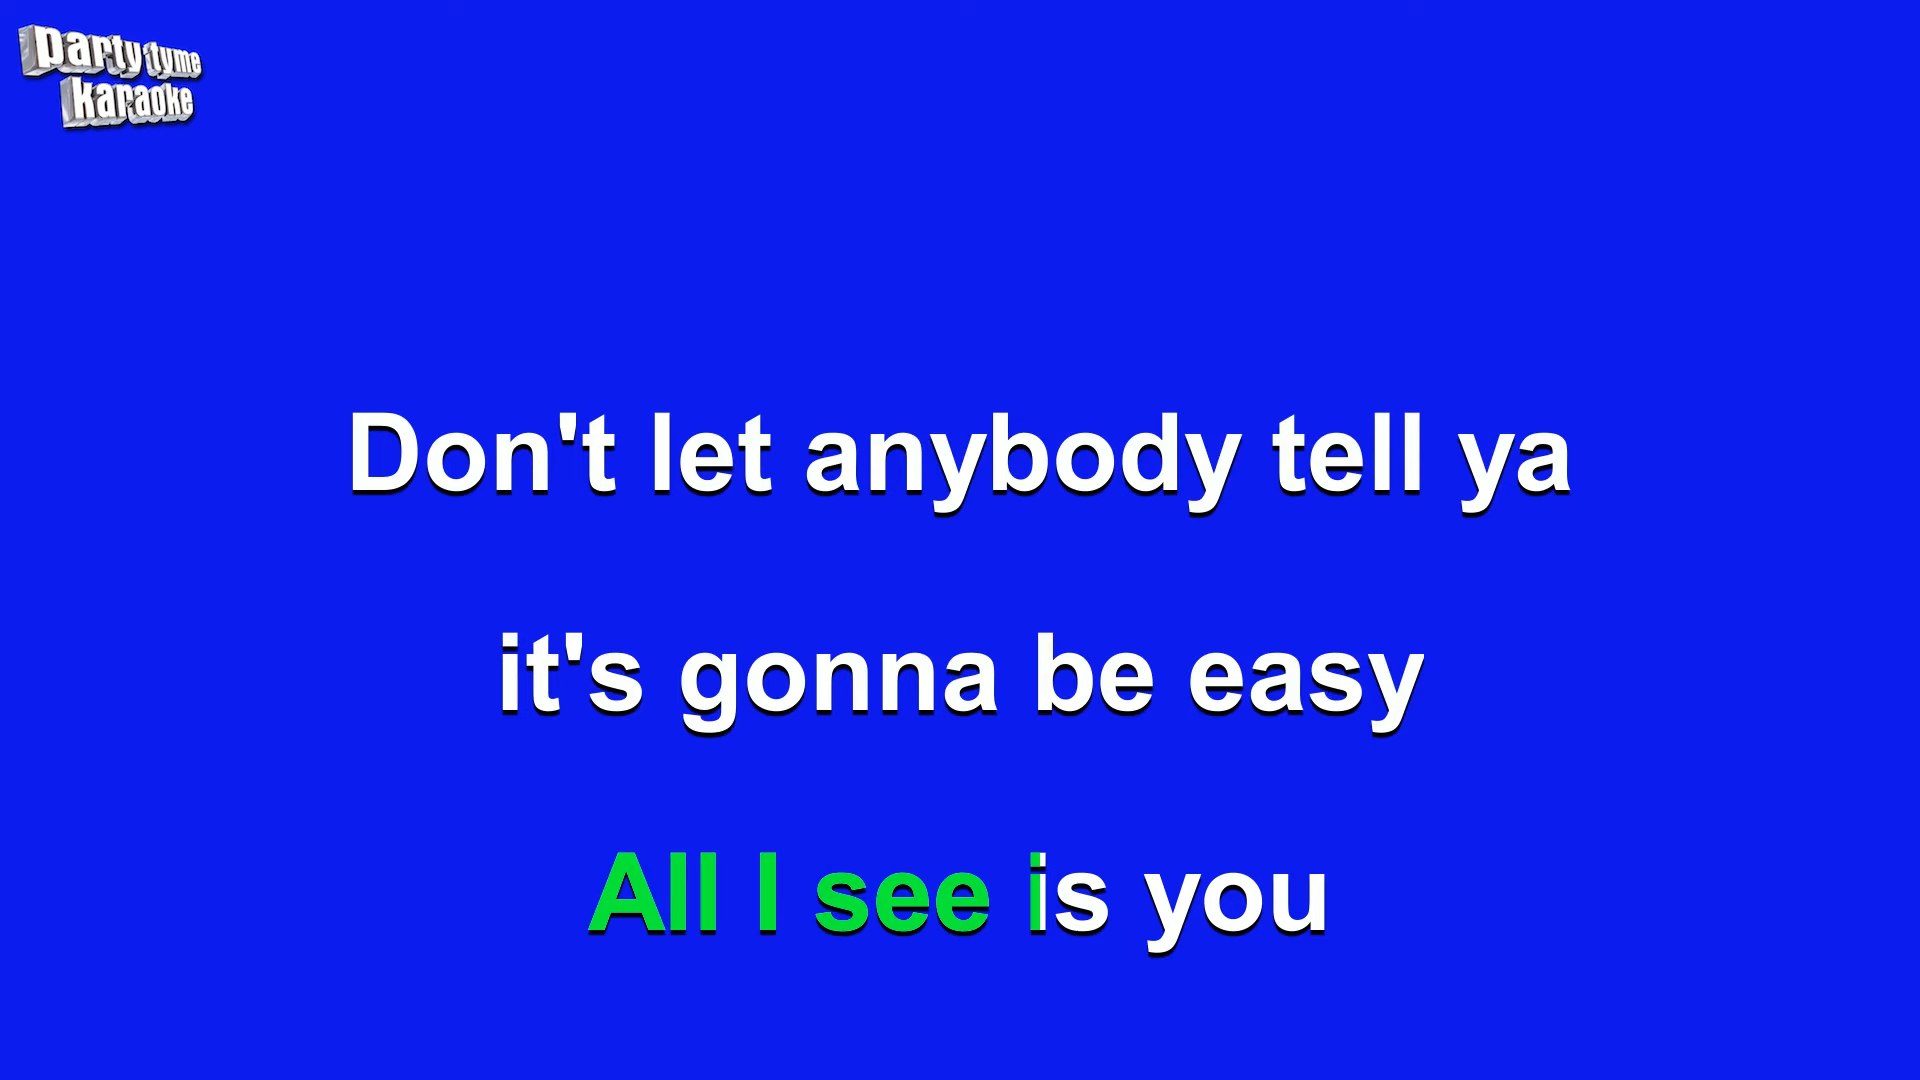 party tyme
karaoke
Don't let anybody tell ya
it's gonna be easy
All I see is you